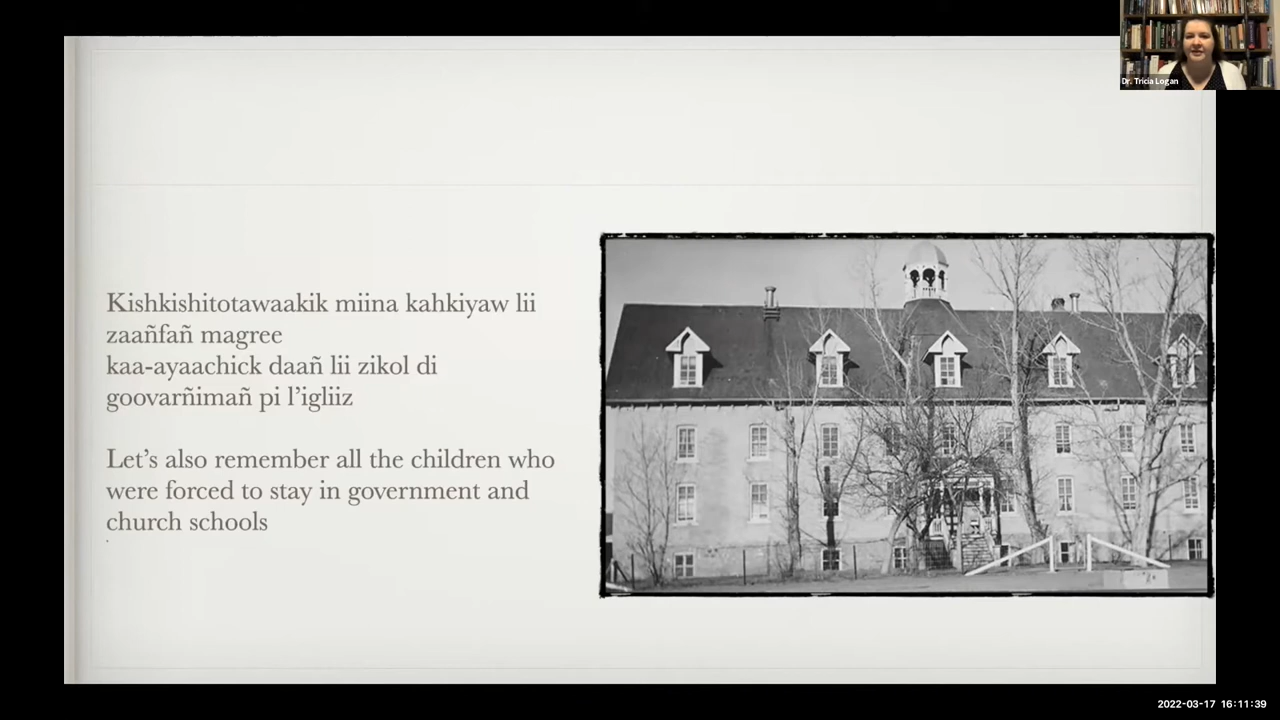 Dr. Tricia Logan
Kishkishitotawaakik miina kahkiyaw lii
zaañfañ magree
kaa-ayaachick daañ lii zikol di
goovarñimañ pi l’igliiz
Let’s also remember all the children who
were forced to stay in government and
church schools
2022-03-17 16:11:39